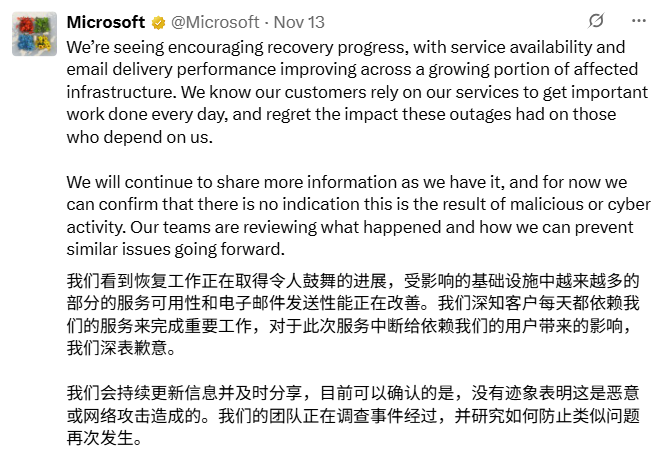 Microsoft @Microsoft · Nov 13
We're seeing encouraging recovery progress, with service availability and
email delivery performance improving across a growing portion of affected
infrastructure. We know our customers rely on our services to get important
work done every day, and regret the impact these outages had on those
who depend on us.
We will continue to share more information as we have it, and for now we
can confirm that there is no indication this is the result of malicious or cyber
activity. Our teams are reviewing what happened and how we can prevent
similar issues going forward.
我们看到恢复工作正在取得令人鼓舞的进展，受影响的基础设施中越来越多的
部分的服务可用性和电子邮件发送性能正在改善。我们深知客户每天都依赖我
们的服务来完成重要工作，对于此次服务中断给依赖我们的用户带来的影响，
我们深表歉意。
我们会持续更新信息并及时分享，目前可以确认的是，没有迹象表明这是恶意
或网络攻击造成的。我们的团队正在调查事件经过，并研究如何防止类似问题
再次发生。